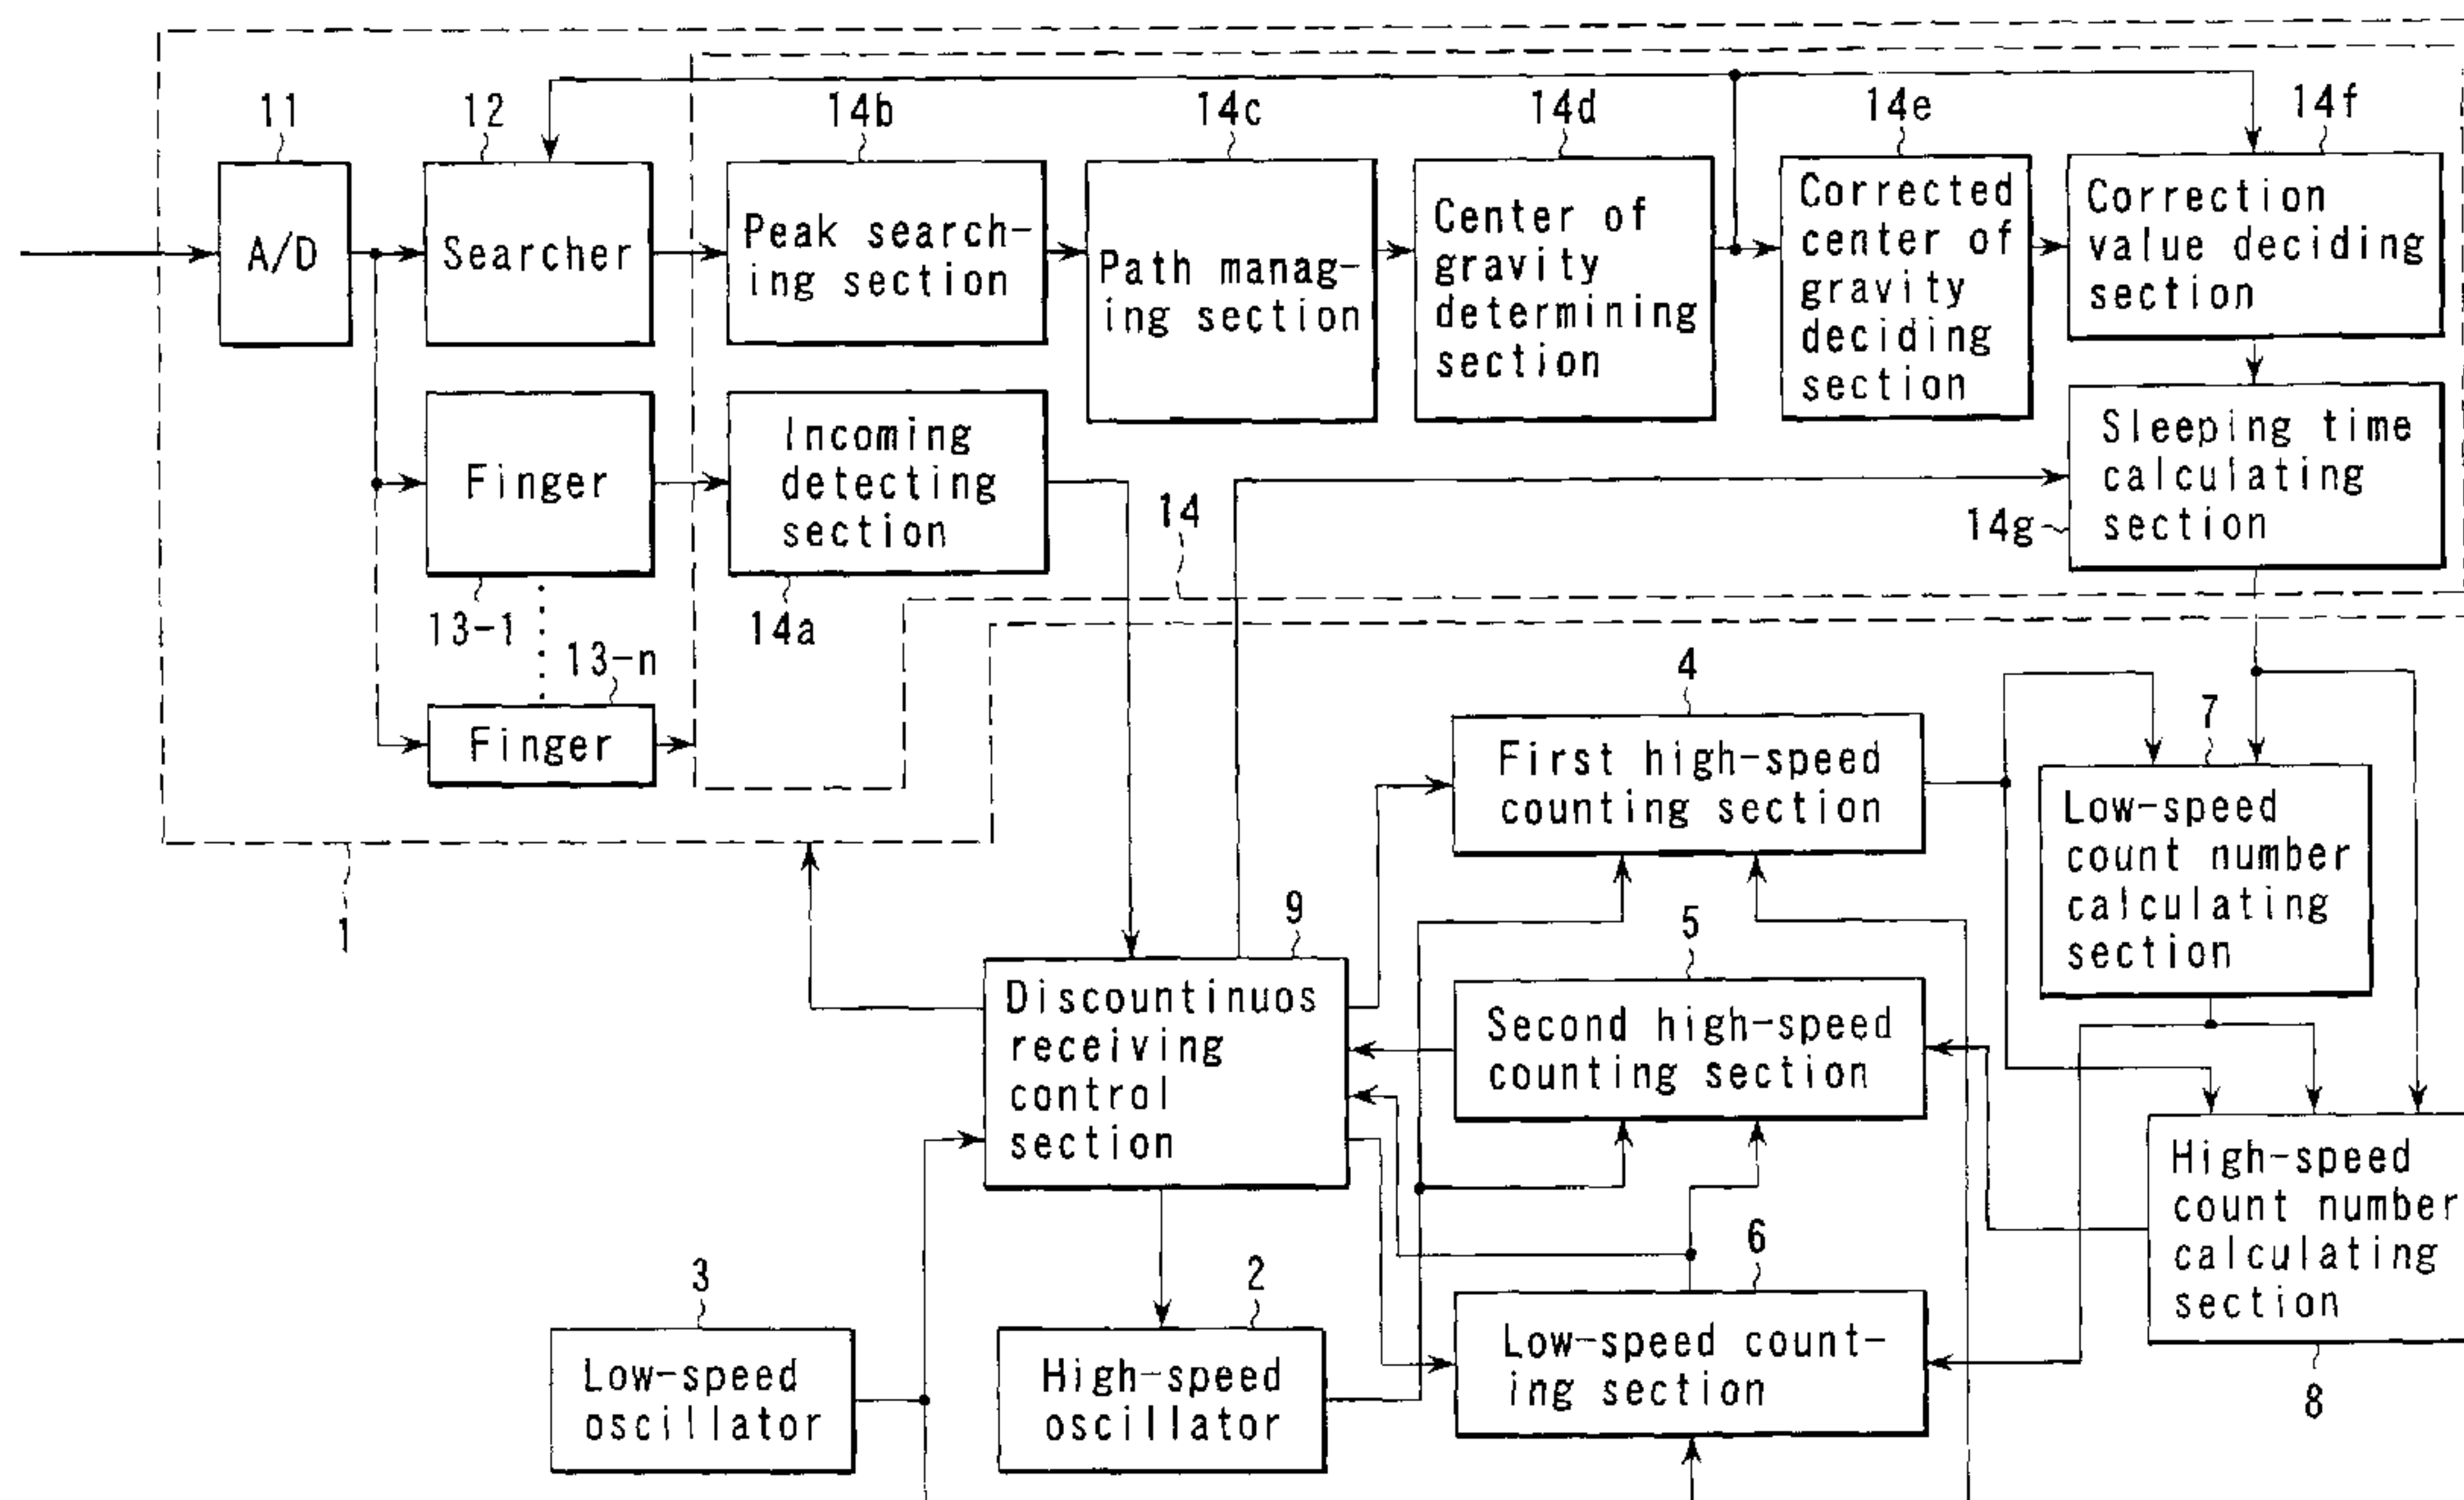 11
12
14b
14c
14d
14e
14f
A/D
Searcher
Peak search-
ing section
Path manag-
ing section
Center of
gravity
determining
section
Corrected
center of
gravity
deciding
section
Correction
value deciding
section
Finger
Incoming
detecting
section
Sleeping time
calculating
section
14g
14
13-1
14a
13-n
Finger
4
First high-speed
counting section
7
Low-speed
count number
calculating
section
1
9
5
Discountinuos
receiving
control
section
Second high-speed
counting section
High-speed
count number
calculating
section
8
3
2
6
Low-speed
oscillator
High-speed
oscillator
Low-speed count-
ing section